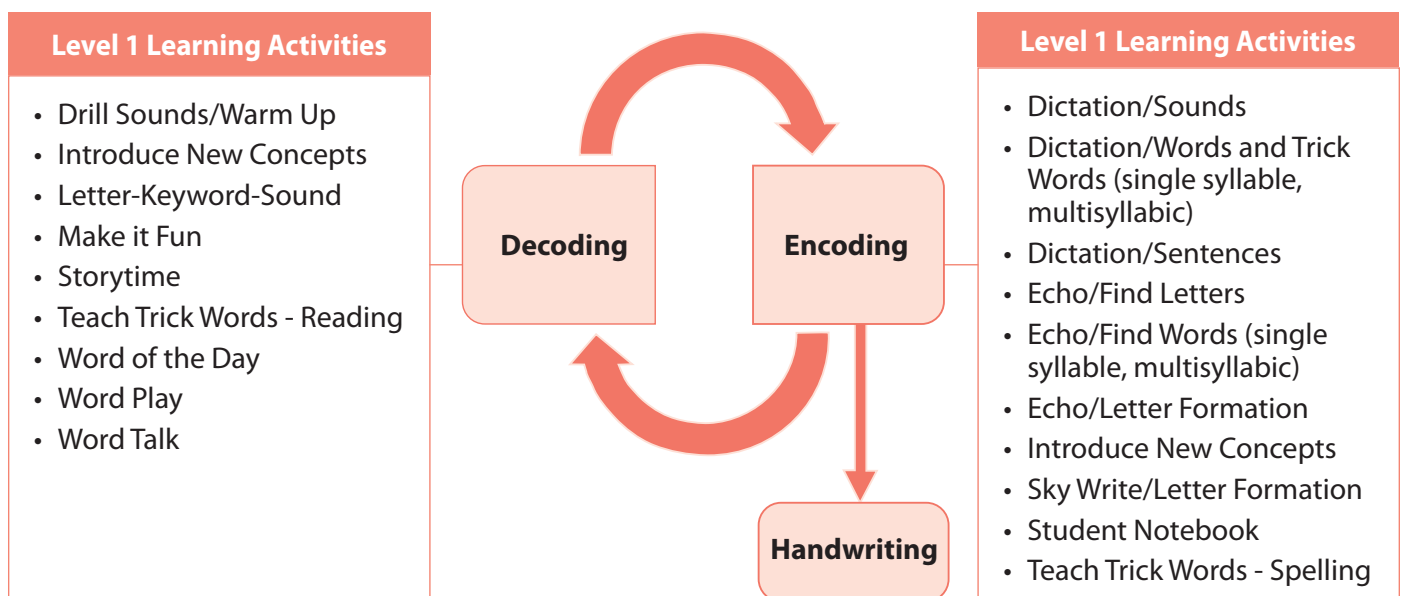 Level 1 Learning Activities
• Drill Sounds/Warm Up
• Introduce New Concepts
• Letter-Keyword-Sound
• Make it Fun
• Storytime
• Teach Trick Words - Reading
• Word of the Day
• Word Play
• Word Talk
Decoding
Encoding
Handwriting
Level 1 Learning Activities
• Dictation/Sounds
• Dictation/Words and Trick
Words (single syllable,
multisyllabic)
• Dictation/Sentences
• Echo/Find Letters
• Echo/Find Words (single
syllable, multisyllabic)
• Echo/Letter Formation
• Introduce New Concepts
• Sky Write/Letter Formation
• Student Notebook
• Teach Trick Words - Spelling